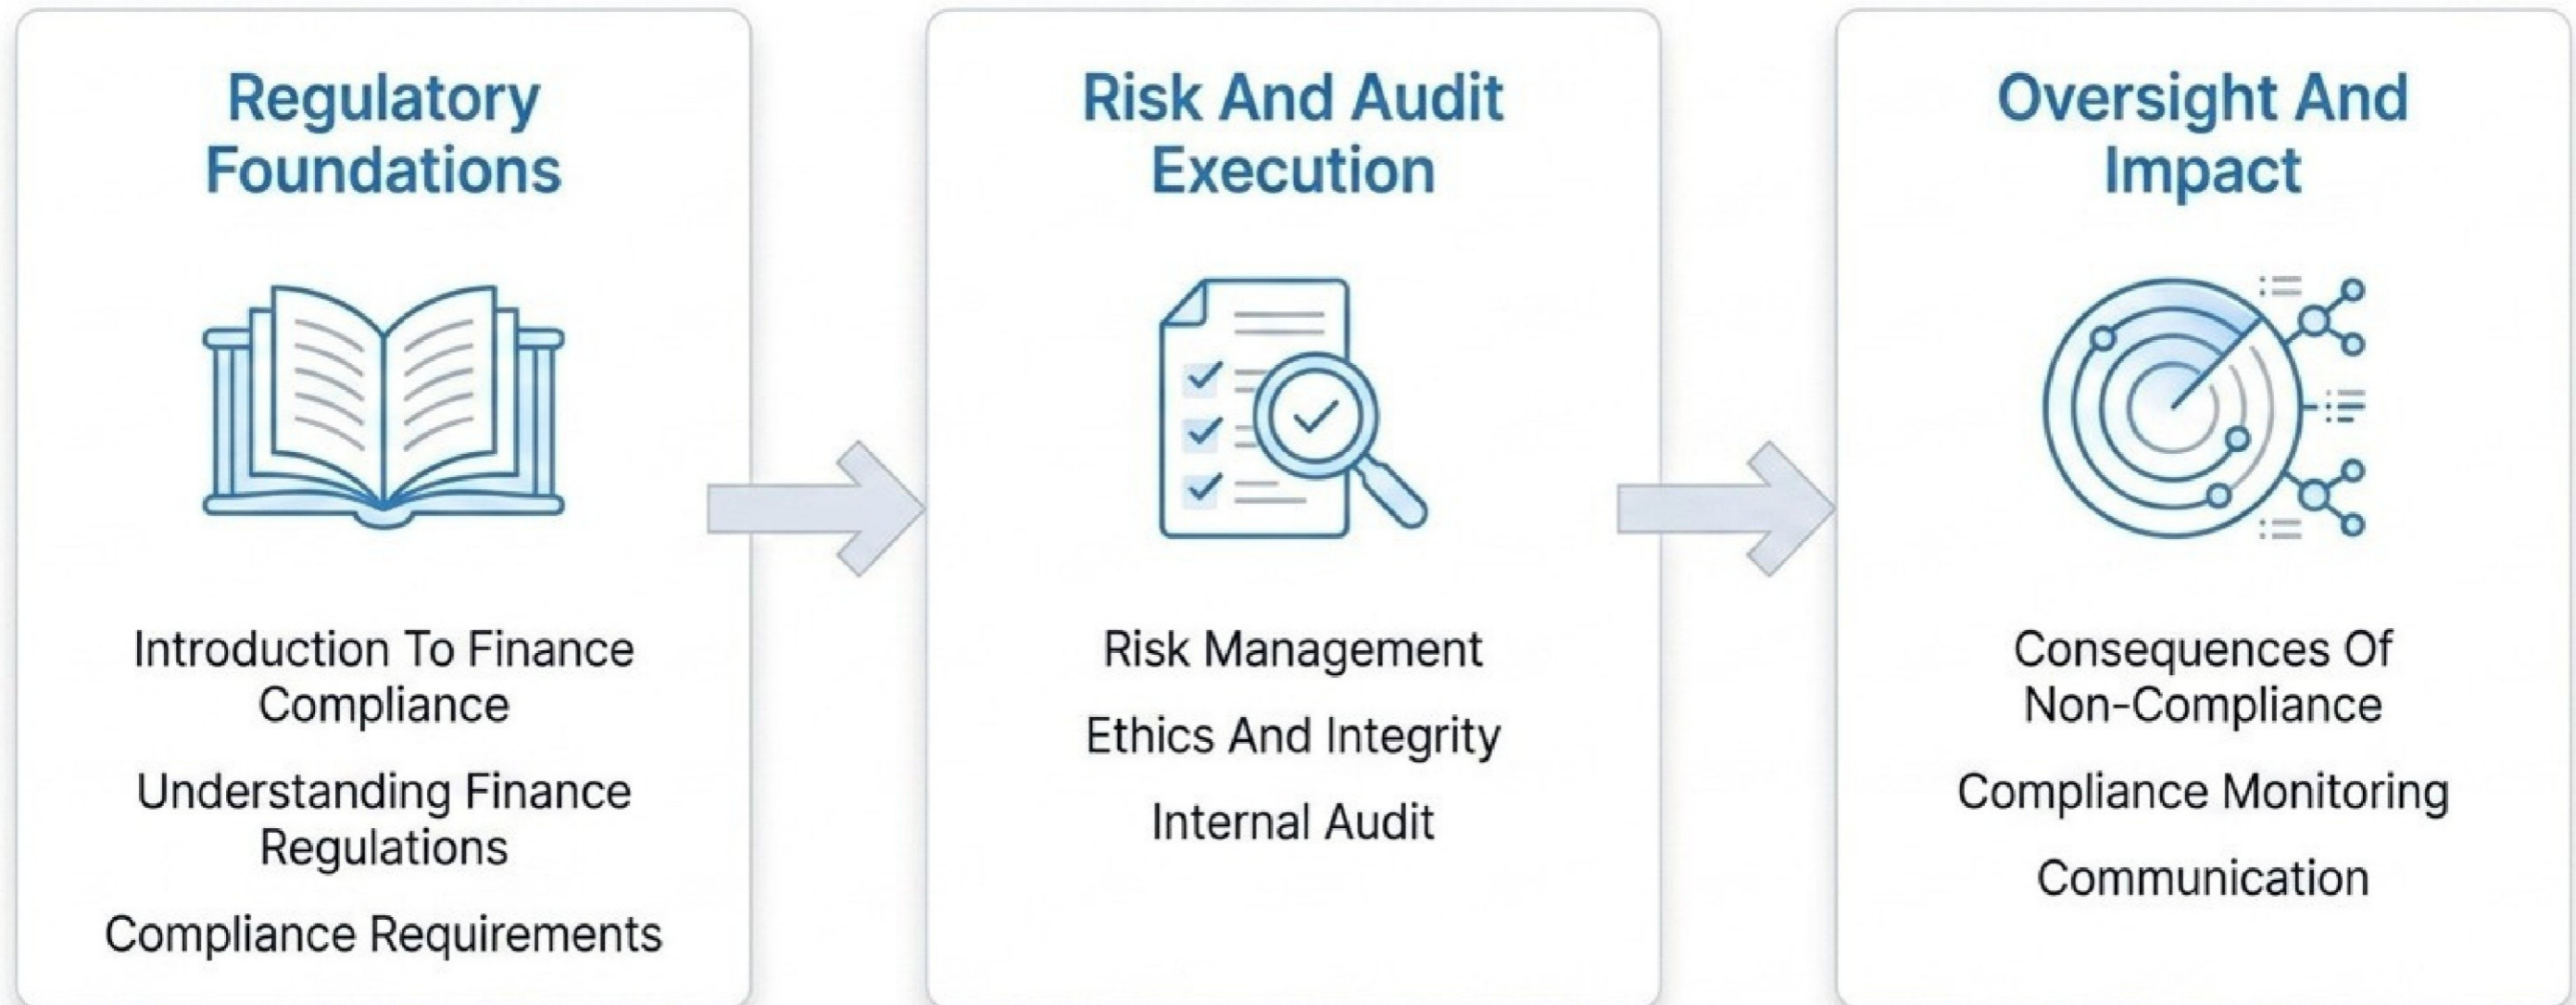 Regulatory
Foundations
Introduction To Finance
Compliance
Understanding Finance
Regulations
Compliance Requirements
Risk And Audit
Execution
Risk Management
Ethics And Integrity
Internal Audit
Oversight And
Impact
Consequences Of
Non-Compliance
Compliance Monitoring
Communication